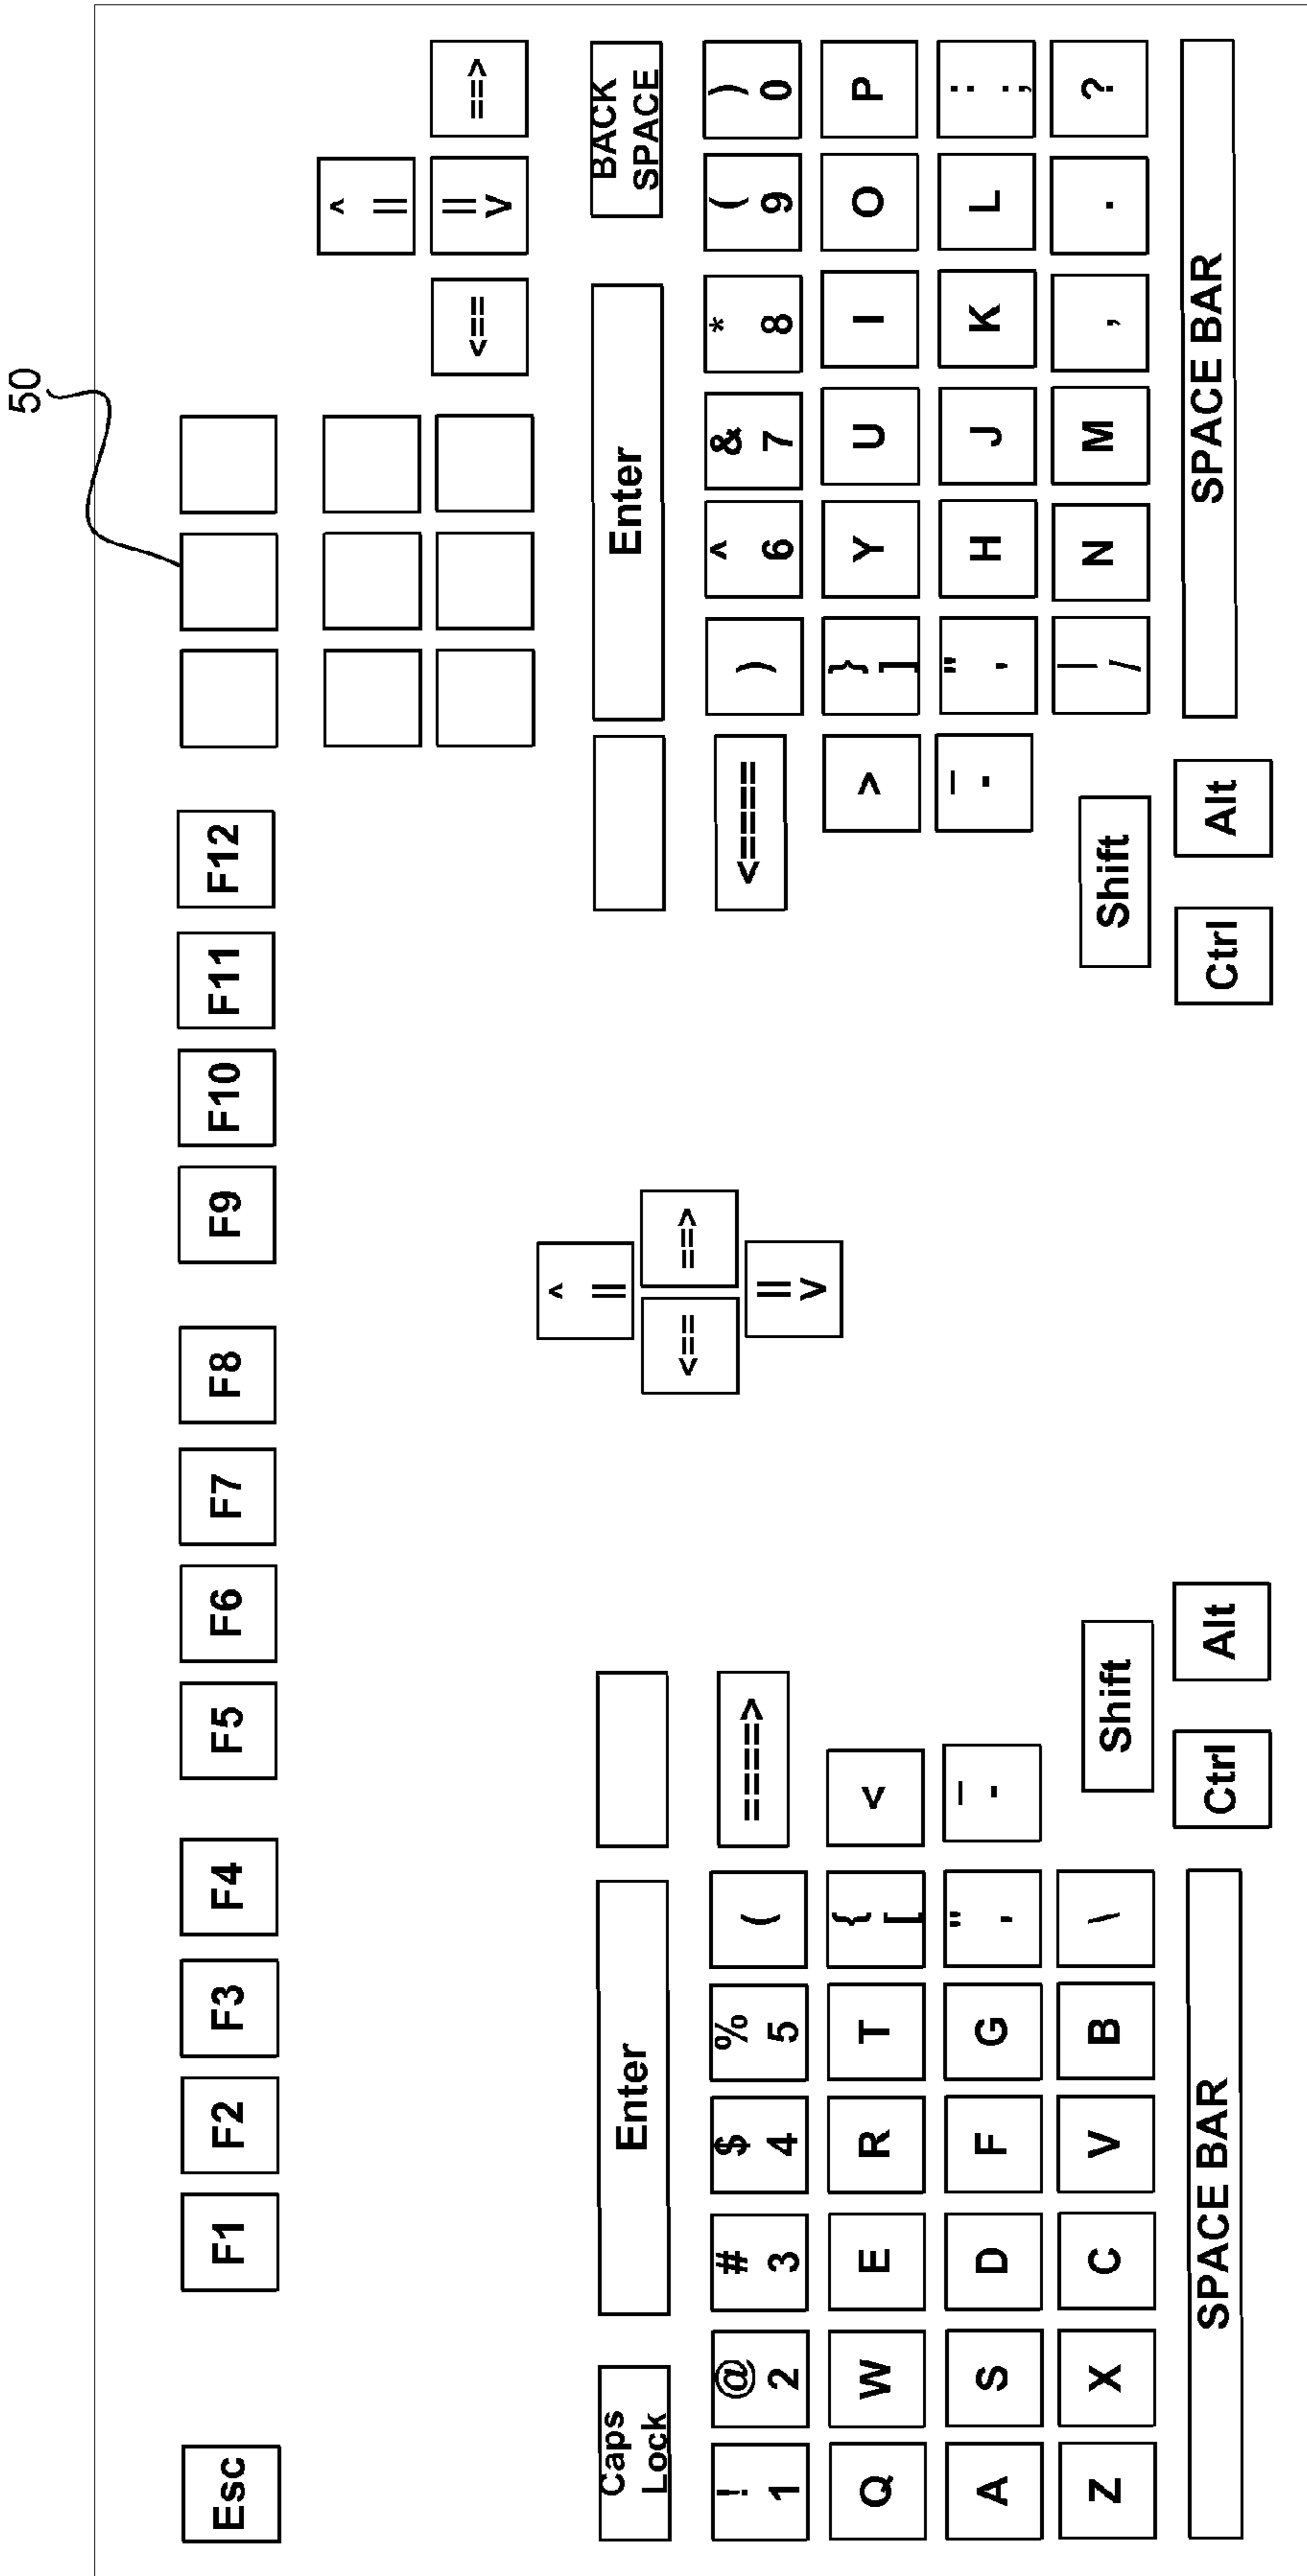 50
Esc F1 F2 F3 F4 F5 F6 F7 F8 F9 F10 F11 F12
^ ||
^ || <== || V ==>
<== ==>
|| V
Caps Lock Enter Enter BACK SPACE
! 1 @ 2 # 3 $ 4 % 5 ( ====> <===== ) ^ 6 & 7 * 8 ( 9 ) 0
Q W E R T { [ < > } ] Y U I O P
A S D F G " ' _ - _ - " ' H J K L : ;
Z X C V B \ Shift Shift | / N M , . ?
SPACE BAR Ctrl Alt Ctrl Alt SPACE BAR